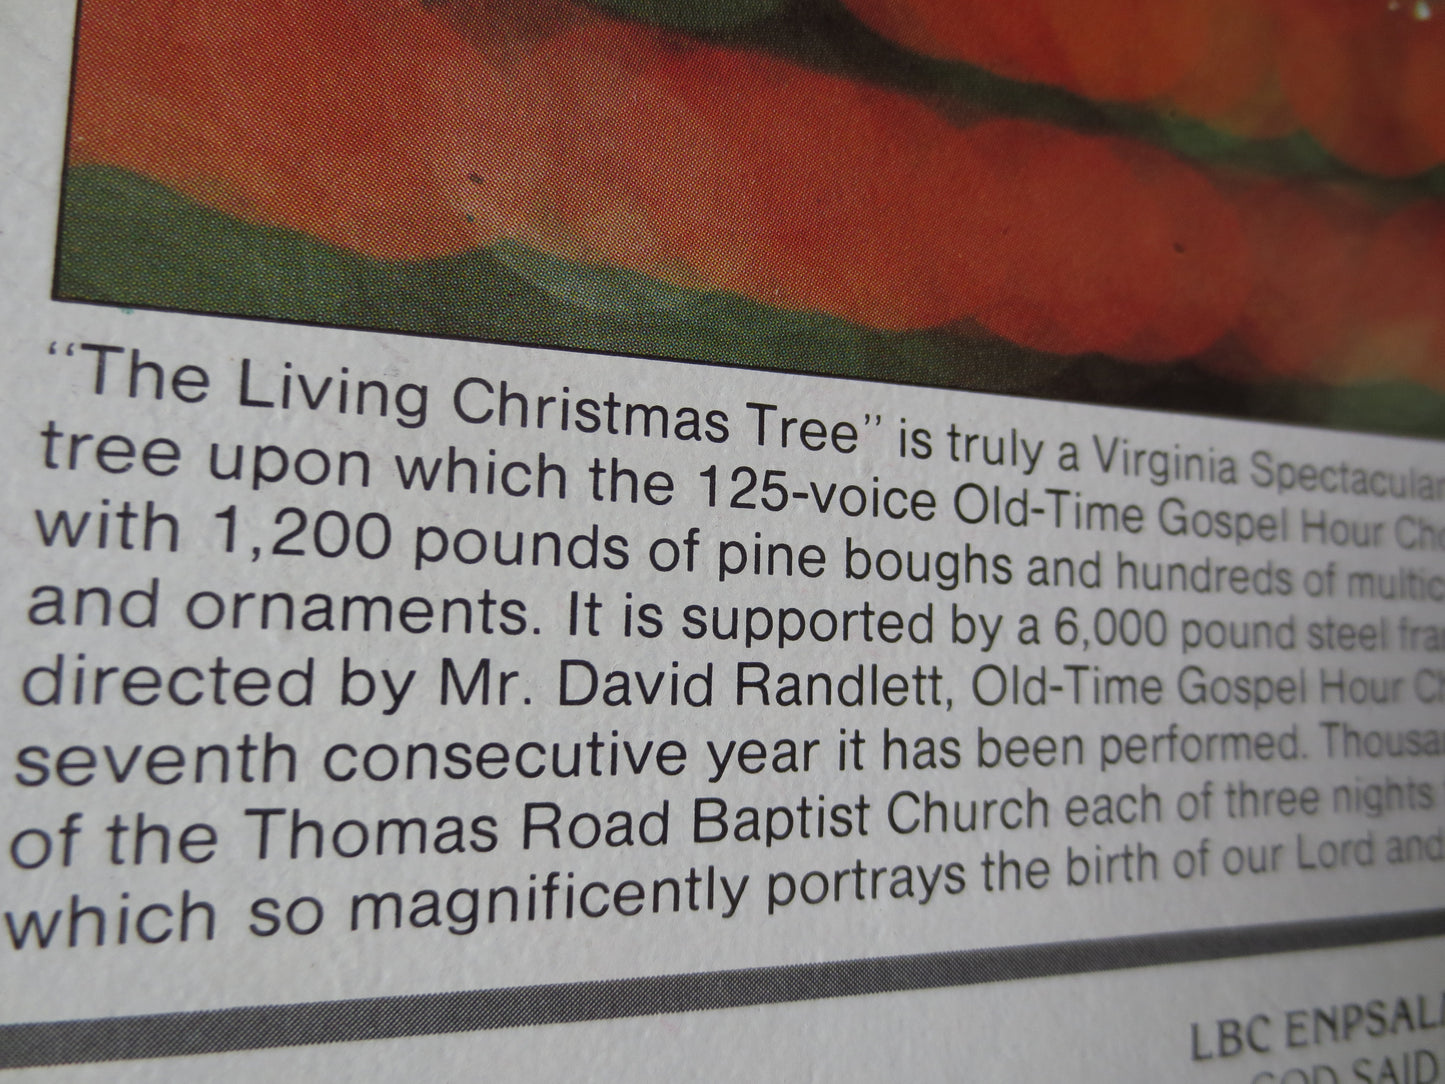 “The Living Christmas Tree” is truly a Virginia Spectacular
tree upon which the 125-voice Old-Time Gospel Hour
with 1,200 pounds of pine boughs and hundreds of
and ornaments. It is supported by a 6,000 pound steel
directed by Mr. David Randlett, Old-Time Gospel Hour
seventh consecutive year it has been performed.
of the Thomas Road Baptist Church each of three nights
which so magnificently portrays the birth of our Lord and
LBC
GOD SAID